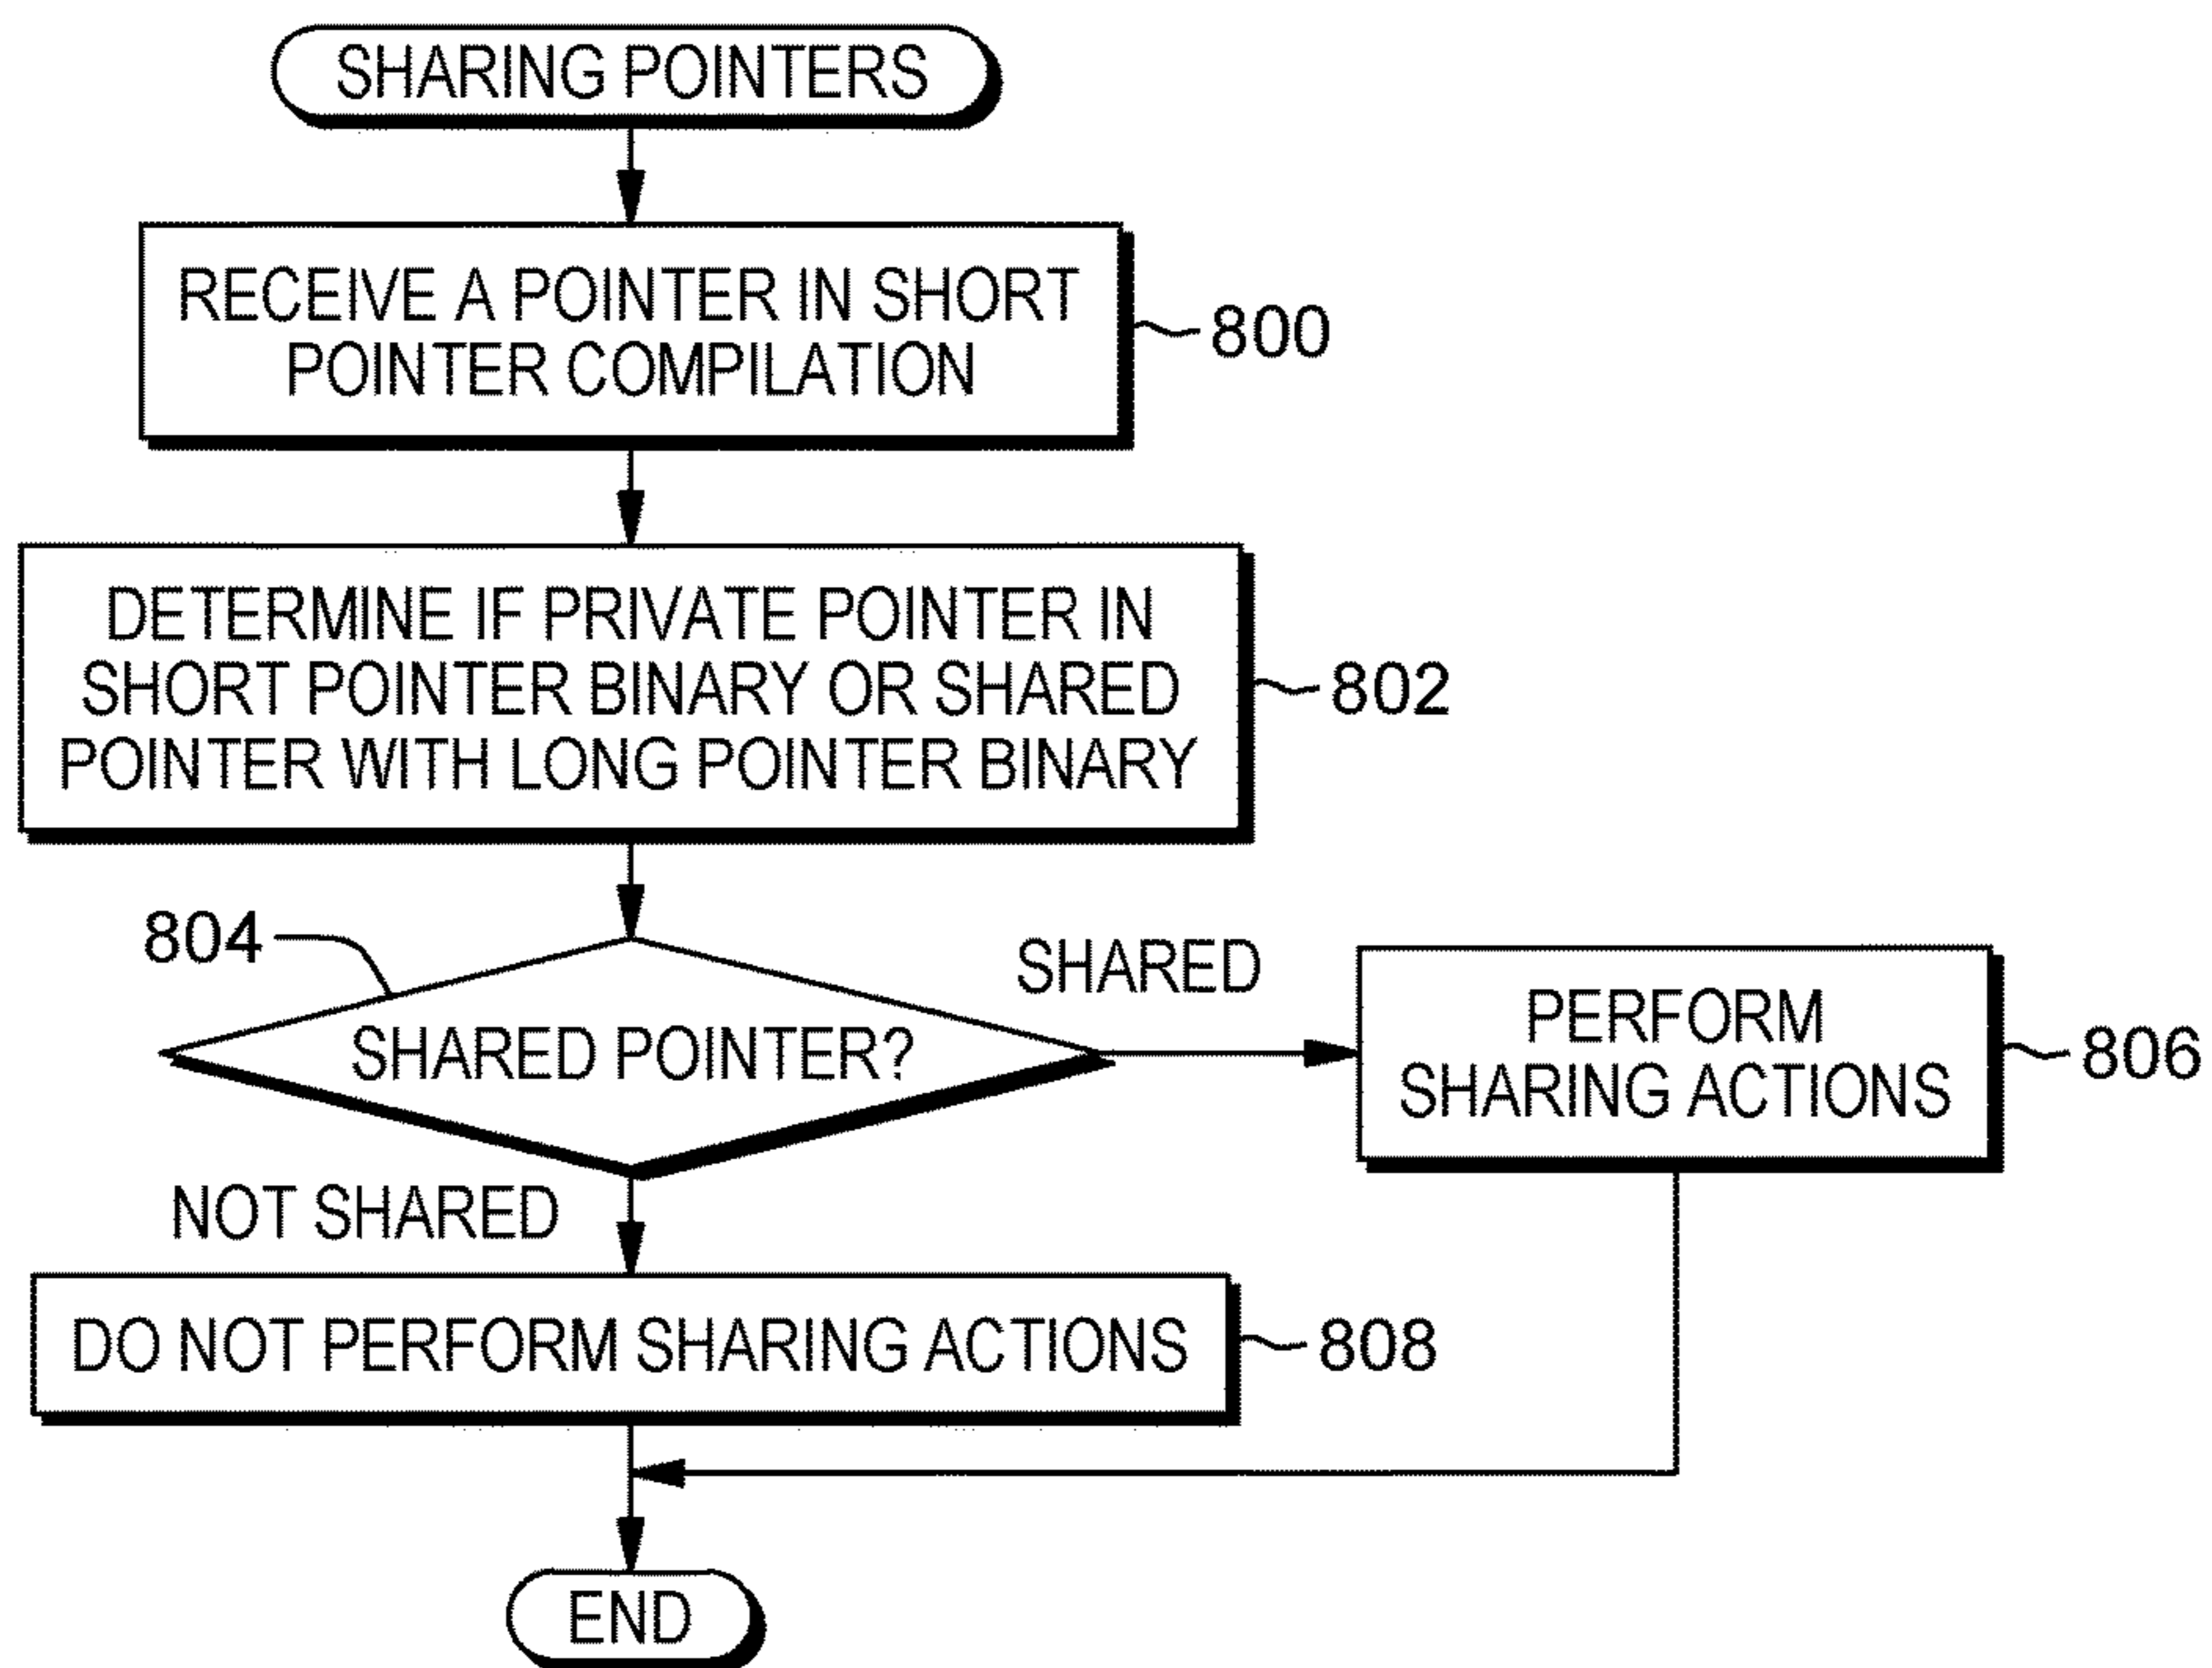 SHARING POINTERS
RECEIVE A POINTER IN SHORT
POINTER COMPILATION
800
DETERMINE IF PRIVATE POINTER IN
SHORT POINTER BINARY OR SHARED
POINTER WITH LONG POINTER BINARY
802
804
SHARED POINTER?
SHARED
PERFORM
SHARING ACTIONS
806
NOT SHARED
DO NOT PERFORM SHARING ACTIONS
808
END